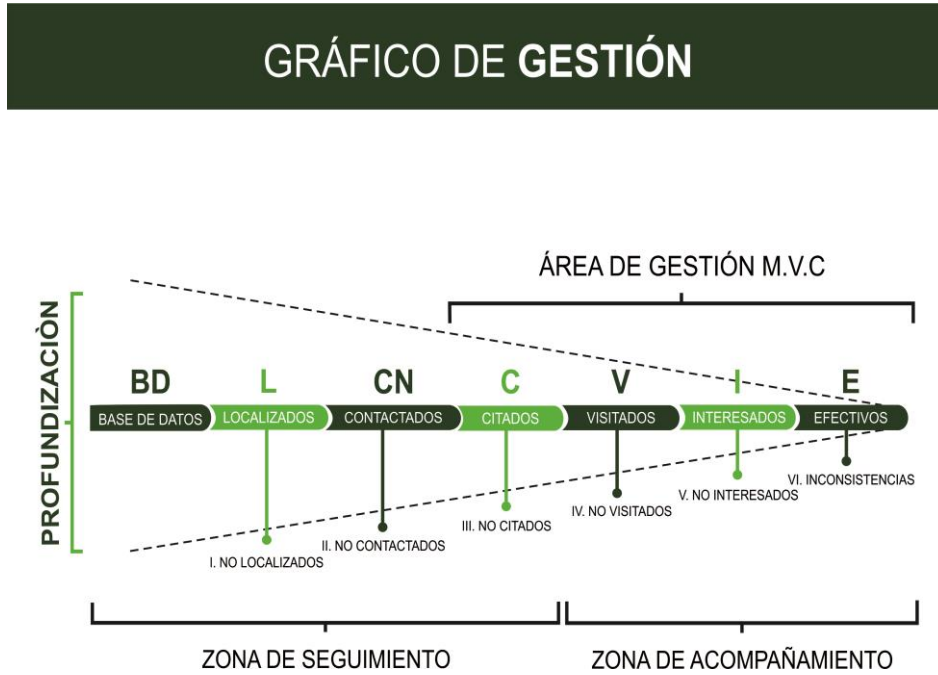 GRÁFICO DE GESTIÓN
ÁREA DE GESTIÓN M.V.C
PROFUNDIZACIÒN
BD
L
CN
C
V
I
E
BASE DE DATOS
LOCALIZADOS
CONTACTADOS
CITADOS
VISITADOS
INTERESADOS
EFECTIVOS
I. NO LOCALIZADOS
II. NO CONTACTADOS
III. NO CITADOS
IV. NO VISITADOS
V. NO INTERESADOS
VI. INCONSISTENCIAS
ZONA DE SEGUIMIENTO
ZONA DE ACOMPAÑAMIENTO